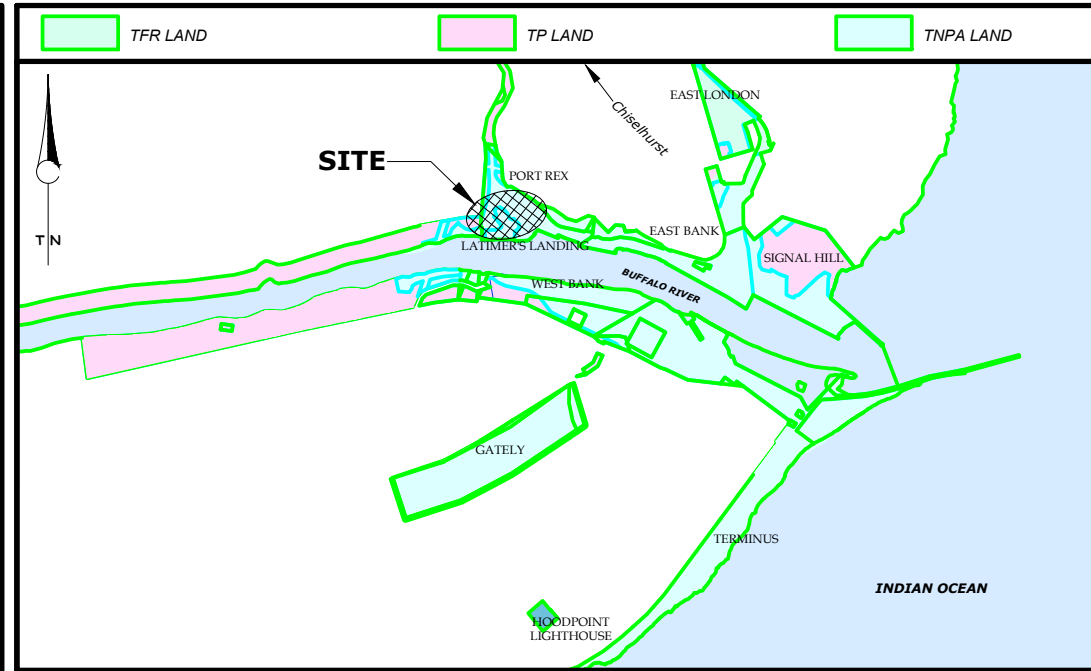 TFR LAND
TP LAND
TNPA LAND
EAST LONDON
Chiselhurst
SITE
PORT REX
T N
EAST BANK
LATIMER'S LANDING
SIGNAL HILL
BUFFALO RIVER
WEST BANK
GATELY
TERMINUS
INDIAN OCEAN
HOODPOINT
LIGHTHOUSE